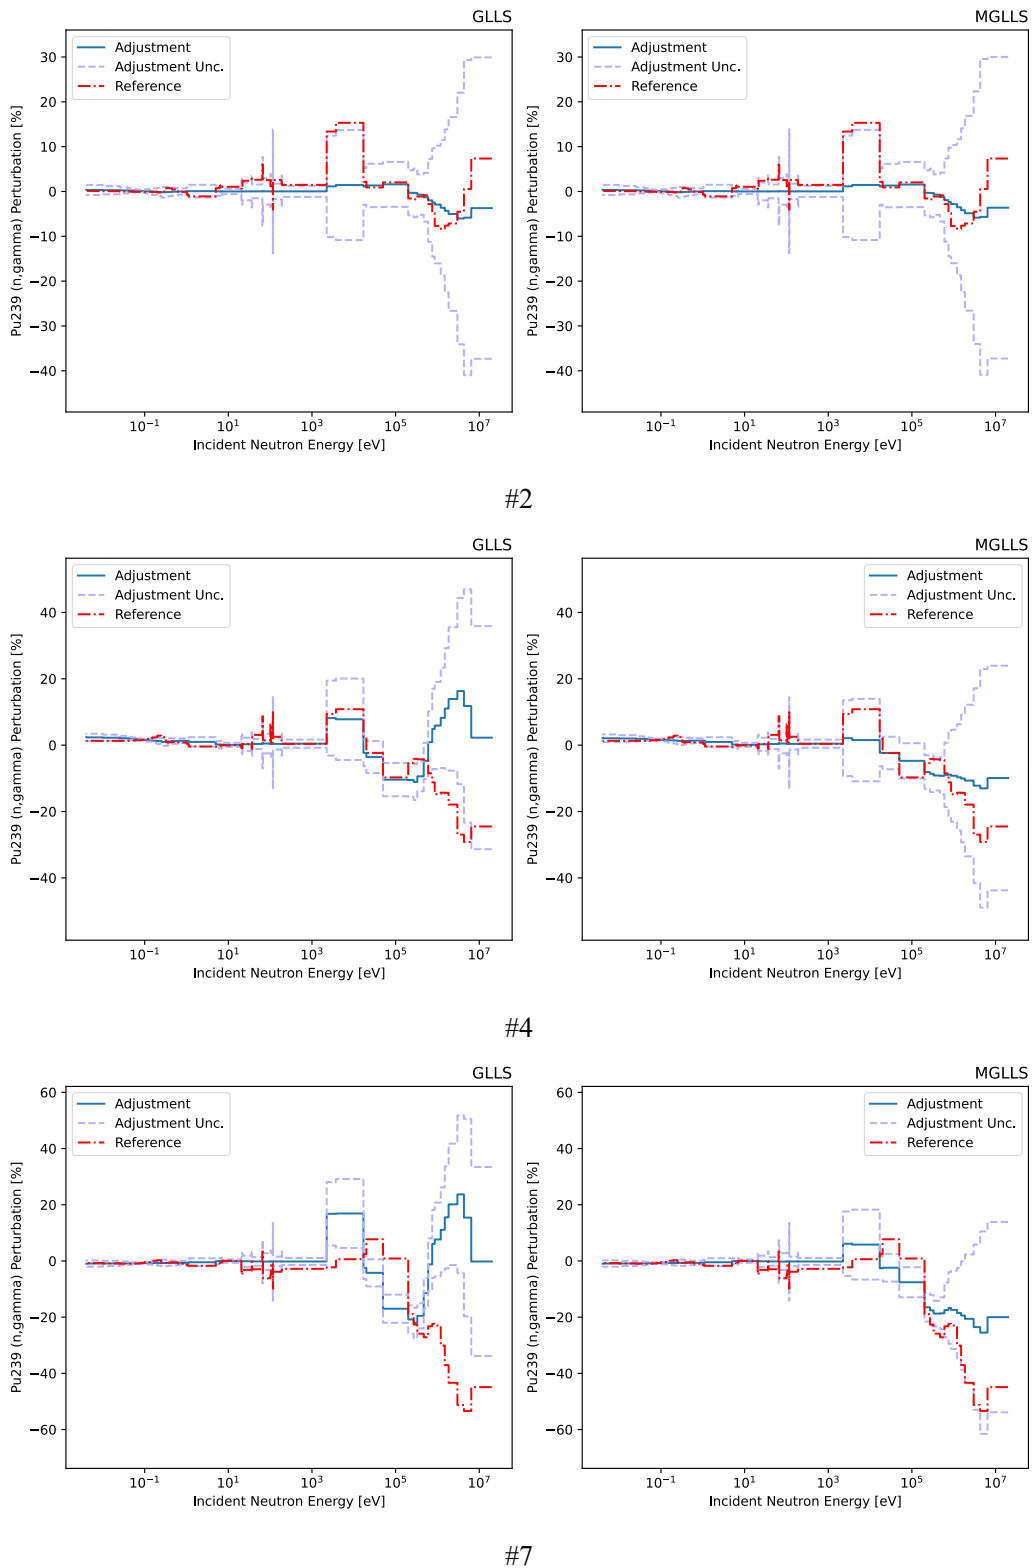 GLLS
Adjustment
Adjustment Unc.
Reference
30
20
10
0
−10
−20
−30
−40
Pu239 (n,gamma) Perturbation [%]
10⁻¹ 10¹ 10³ 10⁵ 10⁷
Incident Neutron Energy [eV]
MGLLS
Adjustment
Adjustment Unc.
Reference
30
20
10
0
−10
−20
−30
−40
Pu239 (n,gamma) Perturbation [%]
10⁻¹ 10¹ 10³ 10⁵ 10⁷
Incident Neutron Energy [eV]
#2
GLLS
Adjustment
Adjustment Unc.
Reference
40
20
0
−20
−40
Pu239 (n,gamma) Perturbation [%]
10⁻¹ 10¹ 10³ 10⁵ 10⁷
Incident Neutron Energy [eV]
MGLLS
Adjustment
Adjustment Unc.
Reference
40
20
0
−20
−40
Pu239 (n,gamma) Perturbation [%]
10⁻¹ 10¹ 10³ 10⁵ 10⁷
Incident Neutron Energy [eV]
#4
GLLS
Adjustment
Adjustment Unc.
Reference
60
40
20
0
−20
−40
−60
Pu239 (n,gamma) Perturbation [%]
10⁻¹ 10¹ 10³ 10⁵ 10⁷
Incident Neutron Energy [eV]
MGLLS
Adjustment
Adjustment Unc.
Reference
60
40
20
0
−20
−40
−60
Pu239 (n,gamma) Perturbation [%]
10⁻¹ 10¹ 10³ 10⁵ 10⁷
Incident Neutron Energy [eV]
#7